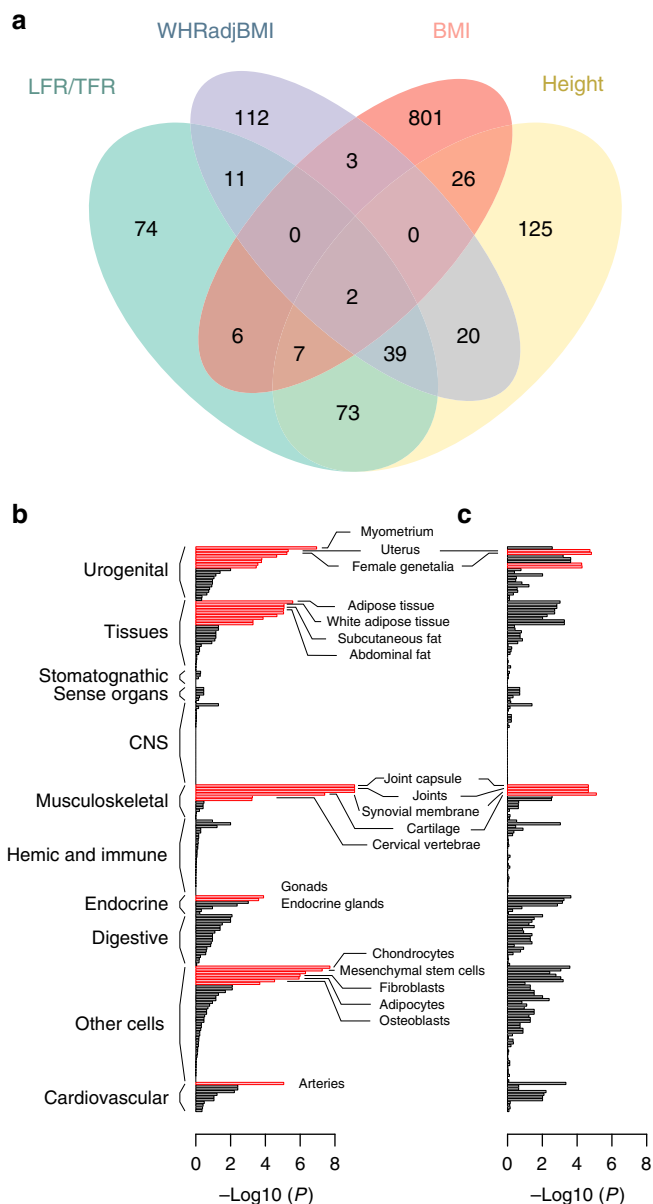 a
WHRadjBMI
BMI
LFR/TFR
Height
112
801
11
3
26
74
0
0
125
2
6
7
39
20
73
b
c
Myometrium
Uterus
Female genetalia
Urogenital
Adipose tissue
White adipose tissue
Subcutaneous fat
Abdominal fat
Tissues
Stomatognathic
Sense organs
CNS
Joint capsule
Joints
Synovial membrane
Cartilage
Cervical vertebrae
Musculoskeletal
Hemic and immune
Gonads
Endocrine glands
Endocrine
Digestive
Chondrocytes
Mesenchymal stem cells
Fibroblasts
Adipocytes
Osteoblasts
Other cells
Arteries
Cardiovascular
0 2 4 6 8
0 2 4 6 8
–Log10 (P)
–Log10 (P)